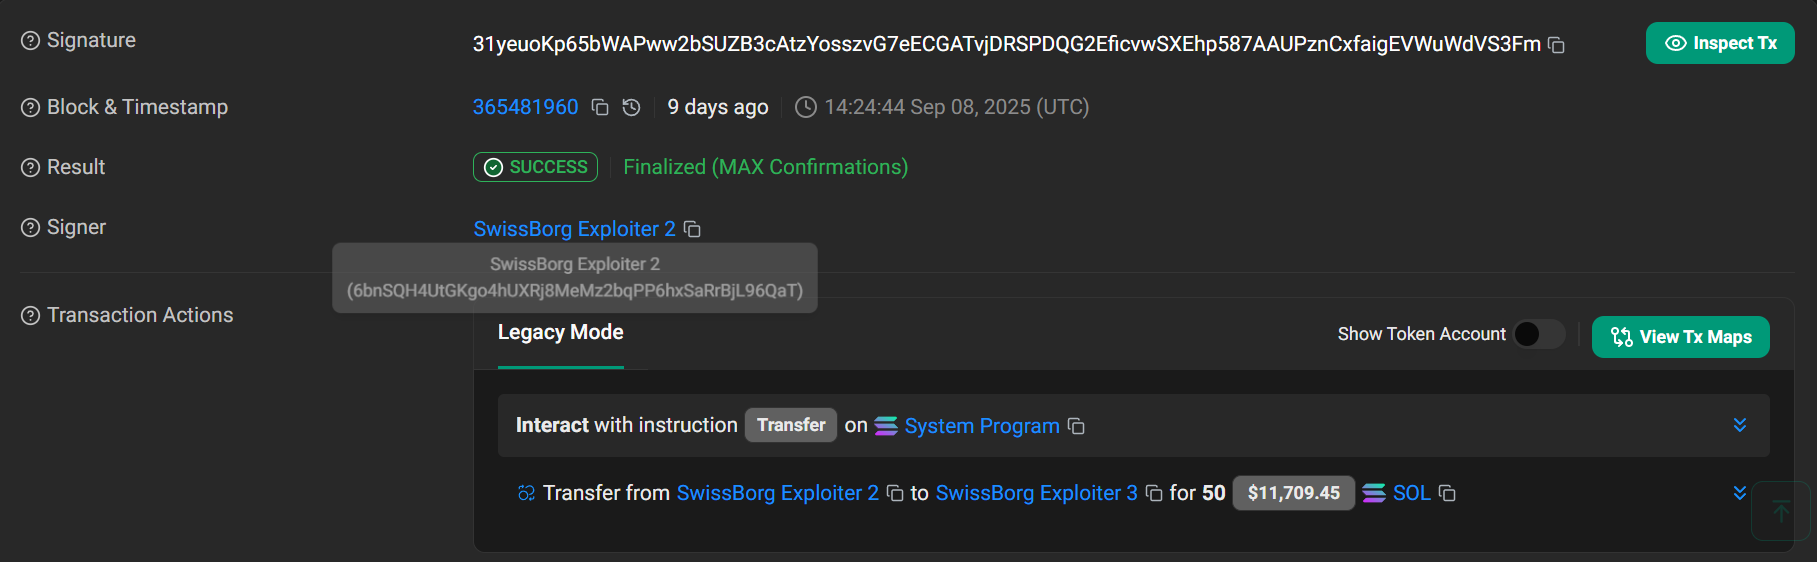 Signature
31yeuoKp65bWAPww2bSUZB3cAtzYosszvG7eECGATvjDRSPDQG2EficvwSXEhp587AAUPznCxfaigEVWuWdVS3Fm
Inspect Tx
Block & Timestamp
365481960 9 days ago 14:24:44 Sep 08, 2025 (UTC)
Result
SUCCESS Finalized (MAX Confirmations)
Signer
SwissBorg Exploiter 2
SwissBorg Exploiter 2
(6bnSQH4UtGKgo4hUXRj8MeMz2bqPP6hxSaRrBjL96QaT)
Transaction Actions
Legacy Mode
Show Token Account
View Tx Maps
Interact with instruction Transfer on System Program
Transfer from SwissBorg Exploiter 2 to SwissBorg Exploiter 3 for 50 $11,709.45 SOL